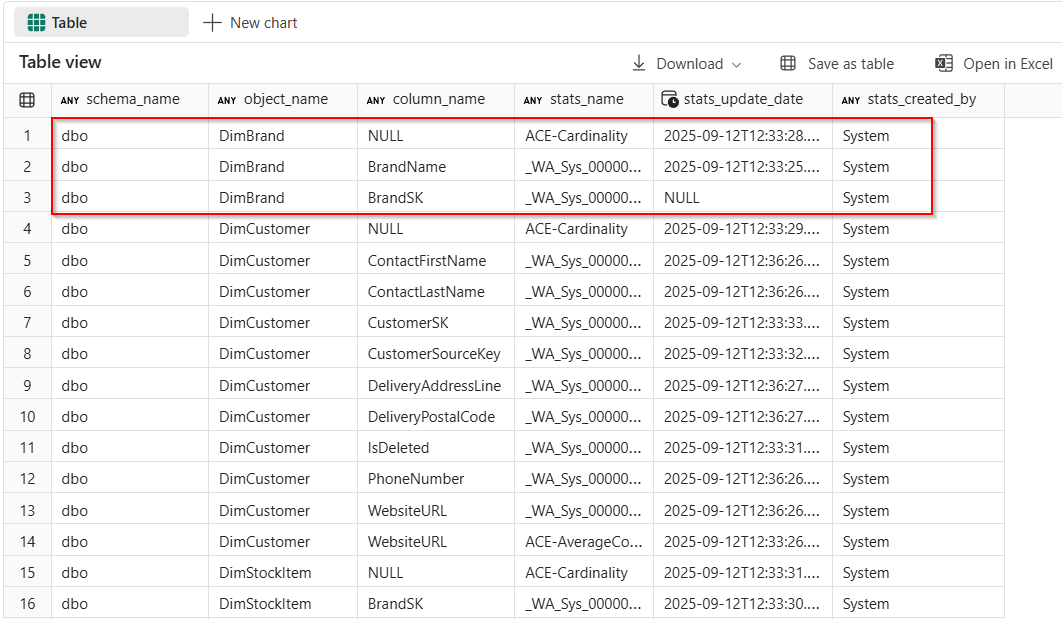 Table New chart
Table view Download Save as table Open in Excel
ANY schema_name ANY object_name ANY column_name ANY stats_name stats_update_date ANY stats_created_by
1 dbo DimBrand NULL ACE-Cardinality 2025-09-12T12:33:28.... System
2 dbo DimBrand BrandName _WA_Sys_00000... 2025-09-12T12:33:25.... System
3 dbo DimBrand BrandSK _WA_Sys_00000... NULL System
4 dbo DimCustomer NULL ACE-Cardinality 2025-09-12T12:33:29.... System
5 dbo DimCustomer ContactFirstName _WA_Sys_00000... 2025-09-12T12:36:26.... System
6 dbo DimCustomer ContactLastName _WA_Sys_00000... 2025-09-12T12:36:26.... System
7 dbo DimCustomer CustomerSK _WA_Sys_00000... 2025-09-12T12:33:33.... System
8 dbo DimCustomer CustomerSourceKey _WA_Sys_00000... 2025-09-12T12:33:32.... System
9 dbo DimCustomer DeliveryAddressLine _WA_Sys_00000... 2025-09-12T12:36:27.... System
10 dbo DimCustomer DeliveryPostalCode _WA_Sys_00000... 2025-09-12T12:36:27.... System
11 dbo DimCustomer IsDeleted _WA_Sys_00000... 2025-09-12T12:33:31.... System
12 dbo DimCustomer PhoneNumber _WA_Sys_00000... 2025-09-12T12:36:26.... System
13 dbo DimCustomer WebsiteURL _WA_Sys_00000... 2025-09-12T12:36:26.... System
14 dbo DimCustomer WebsiteURL ACE-AverageCo... 2025-09-12T12:33:26.... System
15 dbo DimStockItem NULL ACE-Cardinality 2025-09-12T12:33:31.... System
16 dbo DimStockItem BrandSK _WA_Sys_00000... 2025-09-12T12:33:30.... System